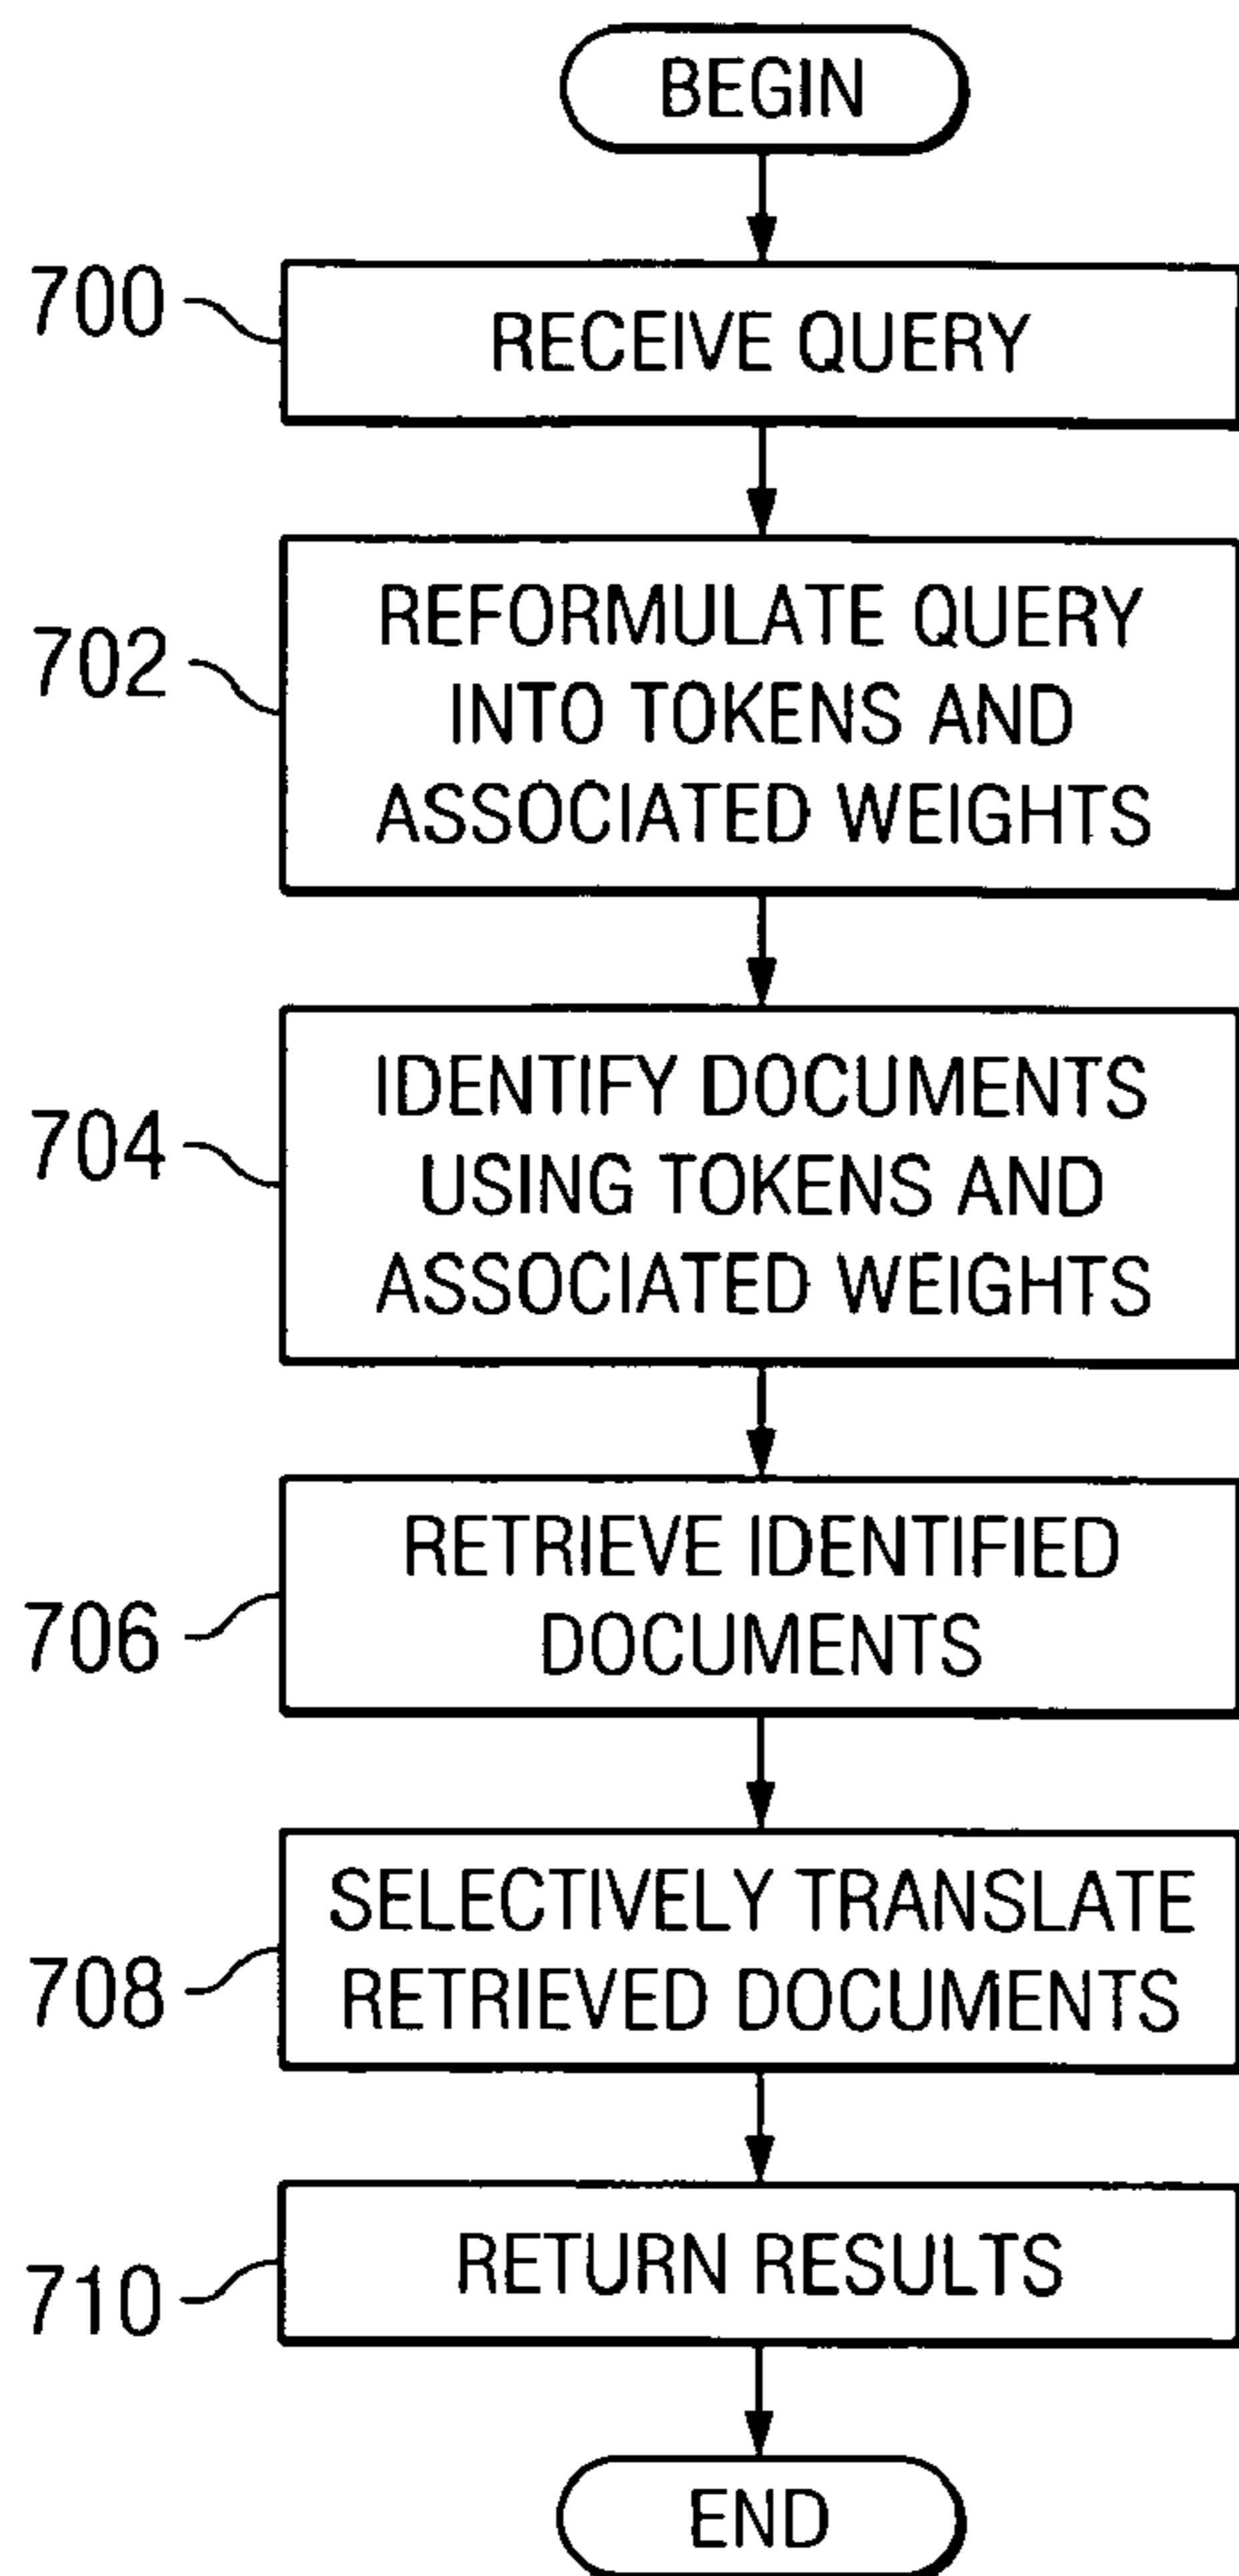 BEGIN
700
RECEIVE QUERY
702
REFORMULATE QUERY
INTO TOKENS AND
ASSOCIATED WEIGHTS
704
IDENTIFY DOCUMENTS
USING TOKENS AND
ASSOCIATED WEIGHTS
706
RETRIEVE IDENTIFIED
DOCUMENTS
708
SELECTIVELY TRANSLATE
RETRIEVED DOCUMENTS
710
RETURN RESULTS
END